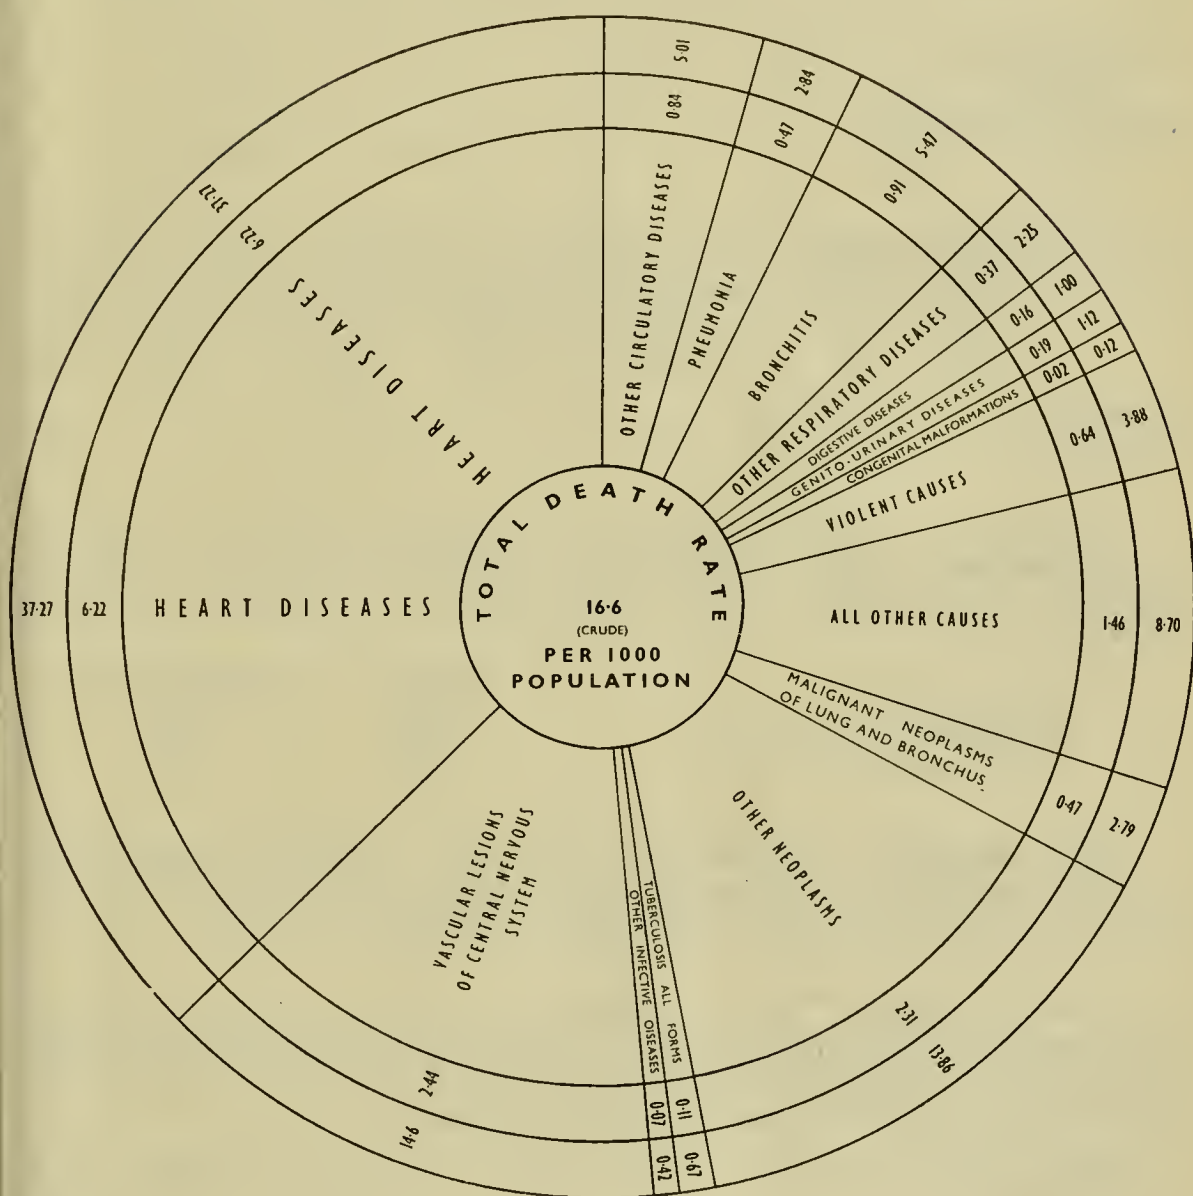 TOTAL DEATH RATE
16·6
(CRUDE)
PER 1000
POPULATION
OTHER CIRCULATORY DISEASES
0·84
5·01
PNEUMONIA
0·47
2·84
BRONCHITIS
0·91
5·47
OTHER RESPIRATORY DISEASES
0·37
2·25
DIGESTIVE DISEASES
0·16
1·00
GENITO-URINARY DISEASES
0·19
1·12
CONGENITAL MALFORMATIONS
0·02
0·12
VIOLENT CAUSES
0·64
3·88
ALL OTHER CAUSES
1·46
8·70
MALIGNANT NEOPLASMS
OF LUNG AND BRONCHUS
0·47
2·79
OTHER NEOPLASMS
2·31
13·86
TUBERCULOSIS ALL FORMS
0·11
0·67
OTHER INFECTIVE DISEASES
0·07
0·42
VASCULAR LESIONS
OF CENTRAL NERVOUS
SYSTEM
2·44
14·6
HEART DISEASES
6·22
37·27
HEART DISEASES
6·22
37·27